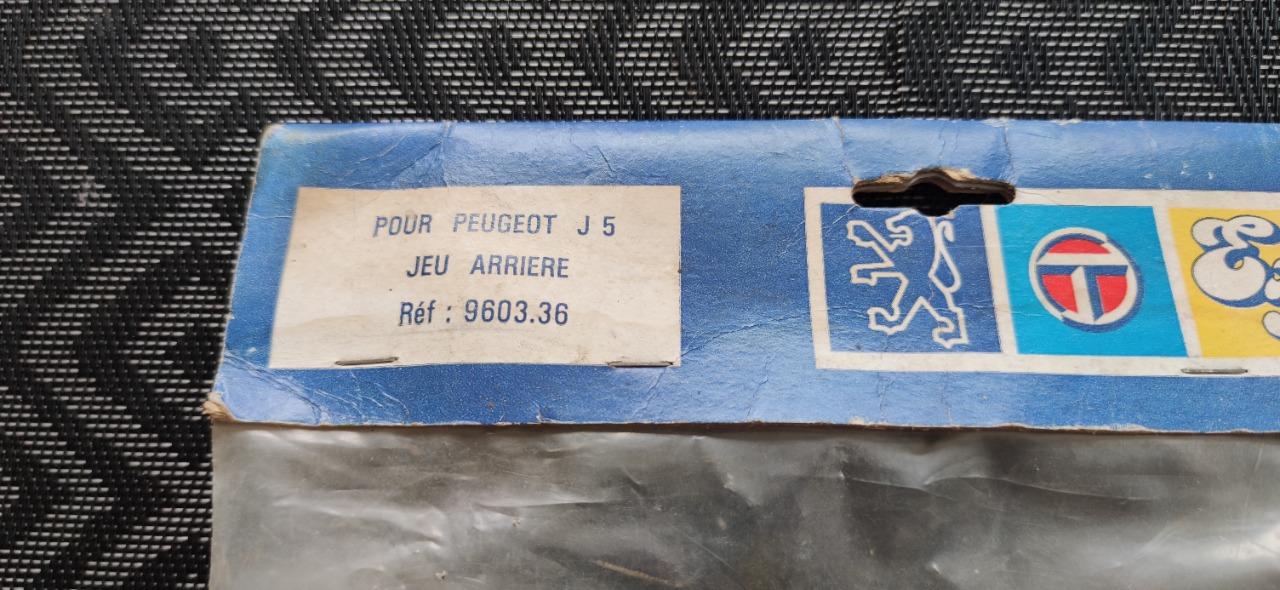 POUR PEUGEOT J 5
JEU ARRIERE
Réf : 9603.36